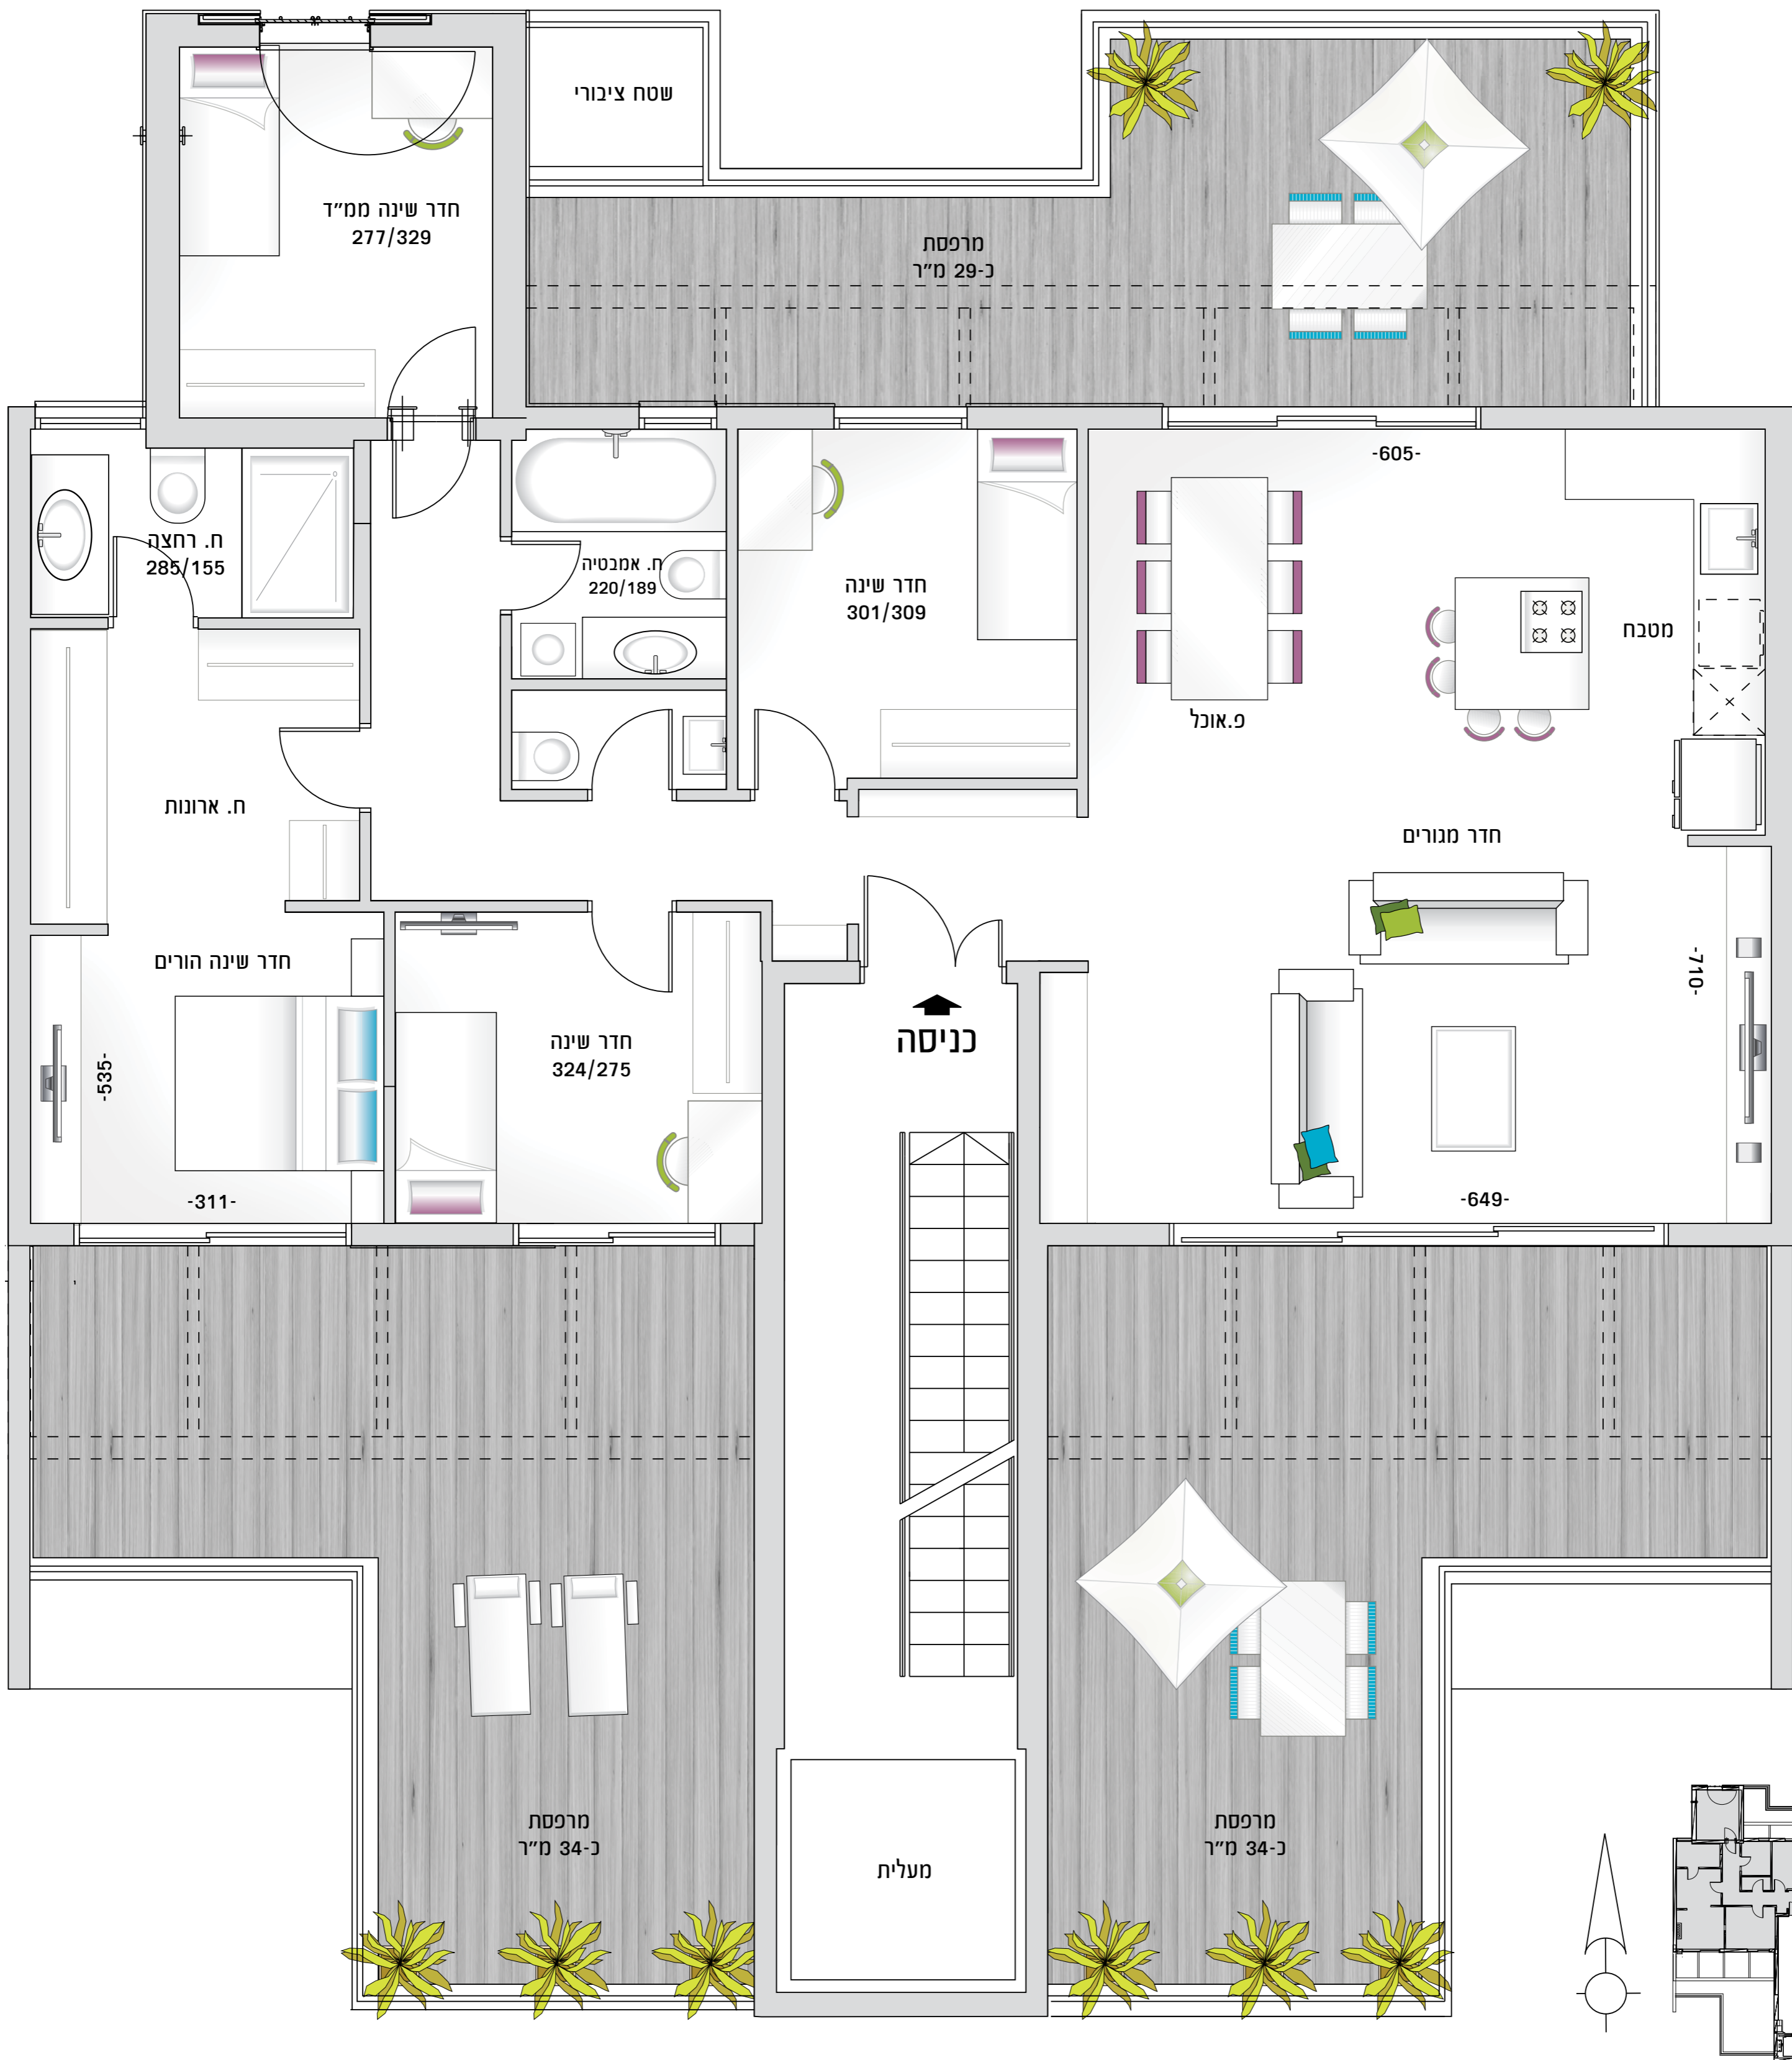 שטח ציבורי
חדר שינה ממ״ד
277/329
מרפסת
כ-29 מ״ר
-605-
ח. רחצה
285/155
ח. אמבטיה
220/189
חדר שינה
301/309
מטבח
פ.אוכל
ח. ארונות
חדר מגורים
חדר שינה הורים
-710-
כניסה
חדר שינה
324/275
-535-
-311-
-649-
מרפסת
כ-34 מ״ר
מרפסת
כ-34 מ״ר
מעלית